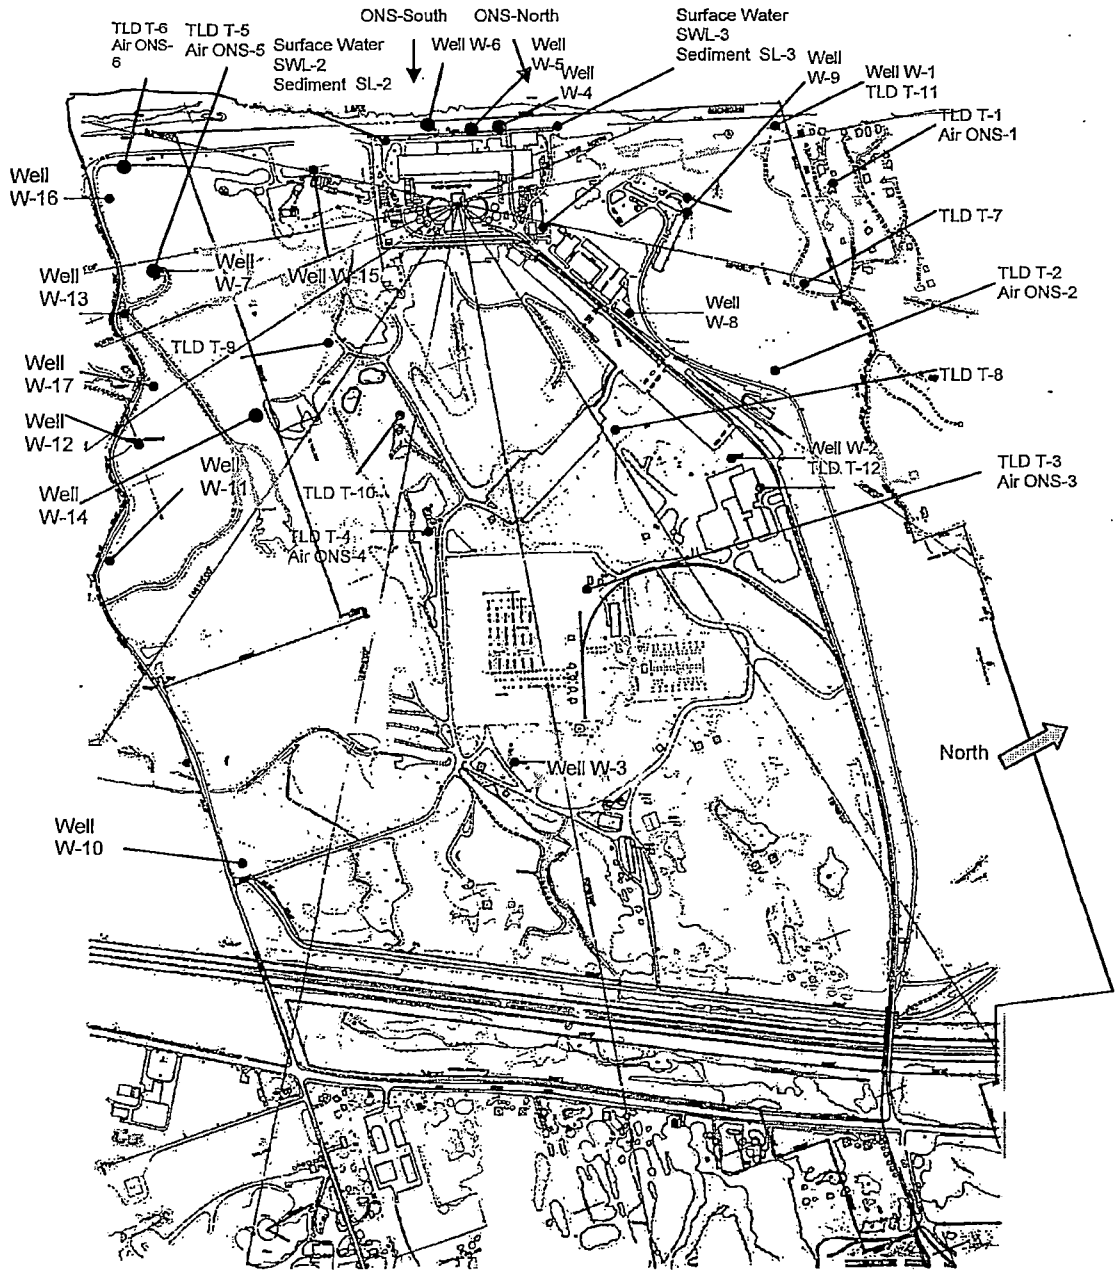 ONS-South
ONS-North
TLD T-6
Air ONS-
6
TLD T-5
Air ONS-5
Surface Water
SWL-2
Sediment SL-2
Well W-6
Well
W-5
Well
W-4
Surface Water
SWL-3
Sediment SL-3
Well
W-9
Well W-1
TLD T-11
TLD T-1
Air ONS-1
Well
W-16
TLD T-7
Well
W-13
Well
W-7
Well W-15
TLD T-2
Air ONS-2
Well
W-8
TLD T-9
Well
W-17
TLD T-8
Well
W-12
Well
W-11
Well W-2
TLD T-12
TLD T-3
Air ONS-3
Well
W-14
TLD T-10
TLD T-4
Air ONS-4
North
Well W-3
Well
W-10